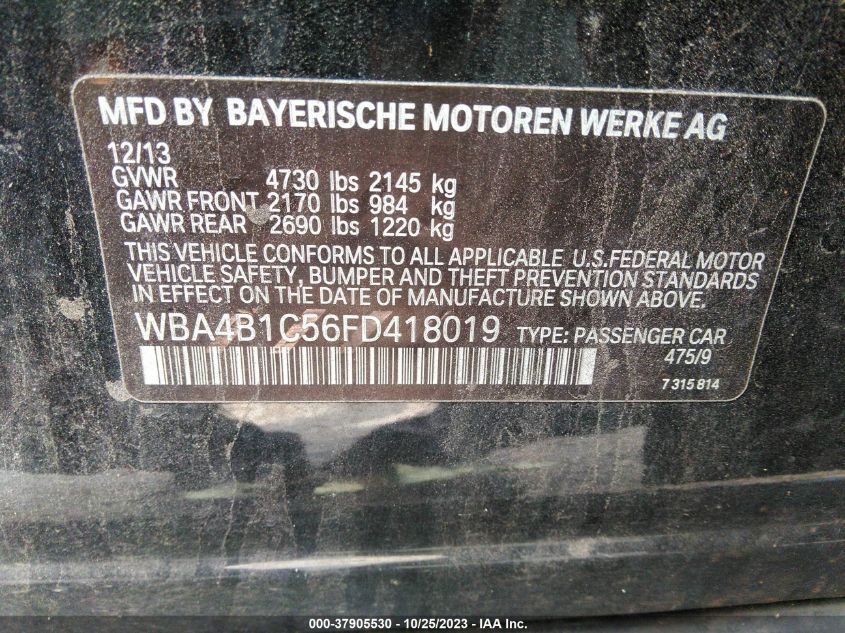 MFD BY BAYERISCHE MOTOREN WERKE AG
12/13
GVWR 4730 lbs 2145 kg
GAWR FRONT 2170 lbs 984 kg
GAWR REAR 2690 lbs 1220 kg
THIS VEHICLE CONFORMS TO ALL APPLICABLE U.S.FEDERAL MOTOR
VEHICLE SAFETY, BUMPER AND THEFT PREVENTION STANDARDS
IN EFFECT ON THE DATE OF MANUFACTURE SHOWN ABOVE.
WBA4B1C56FD418019 TYPE: PASSENGER CAR
475/9
7 315 814
000-37905530 - 10/25/2023 - IAA Inc.